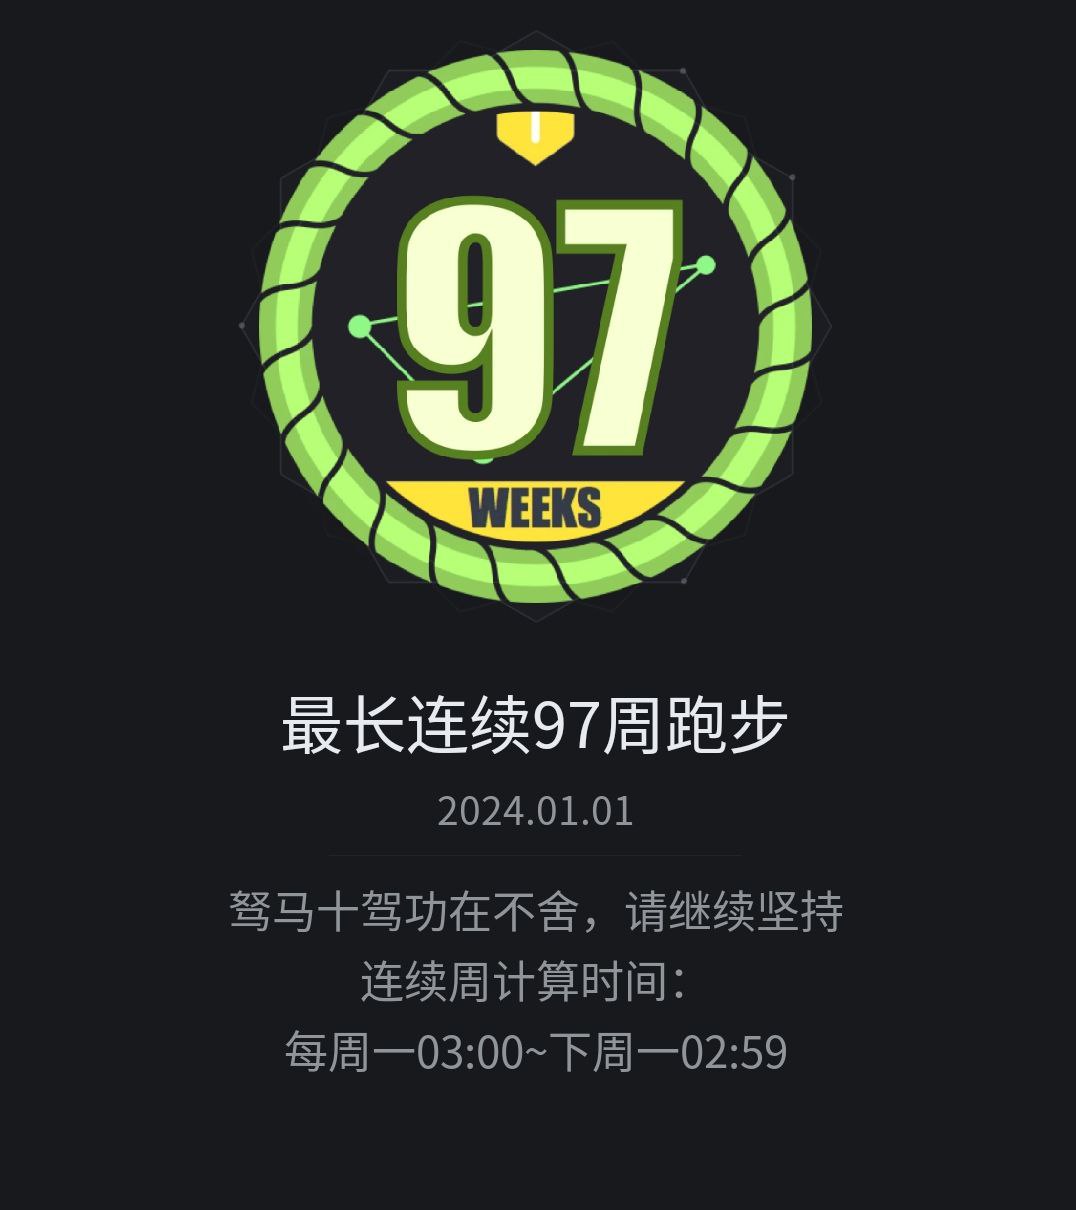 97
WEEKS
最长连续97周跑步
2024.01.01
驽马十驾功在不舍，请继续坚持
连续周计算时间：
每周一03:00~下周一02:59